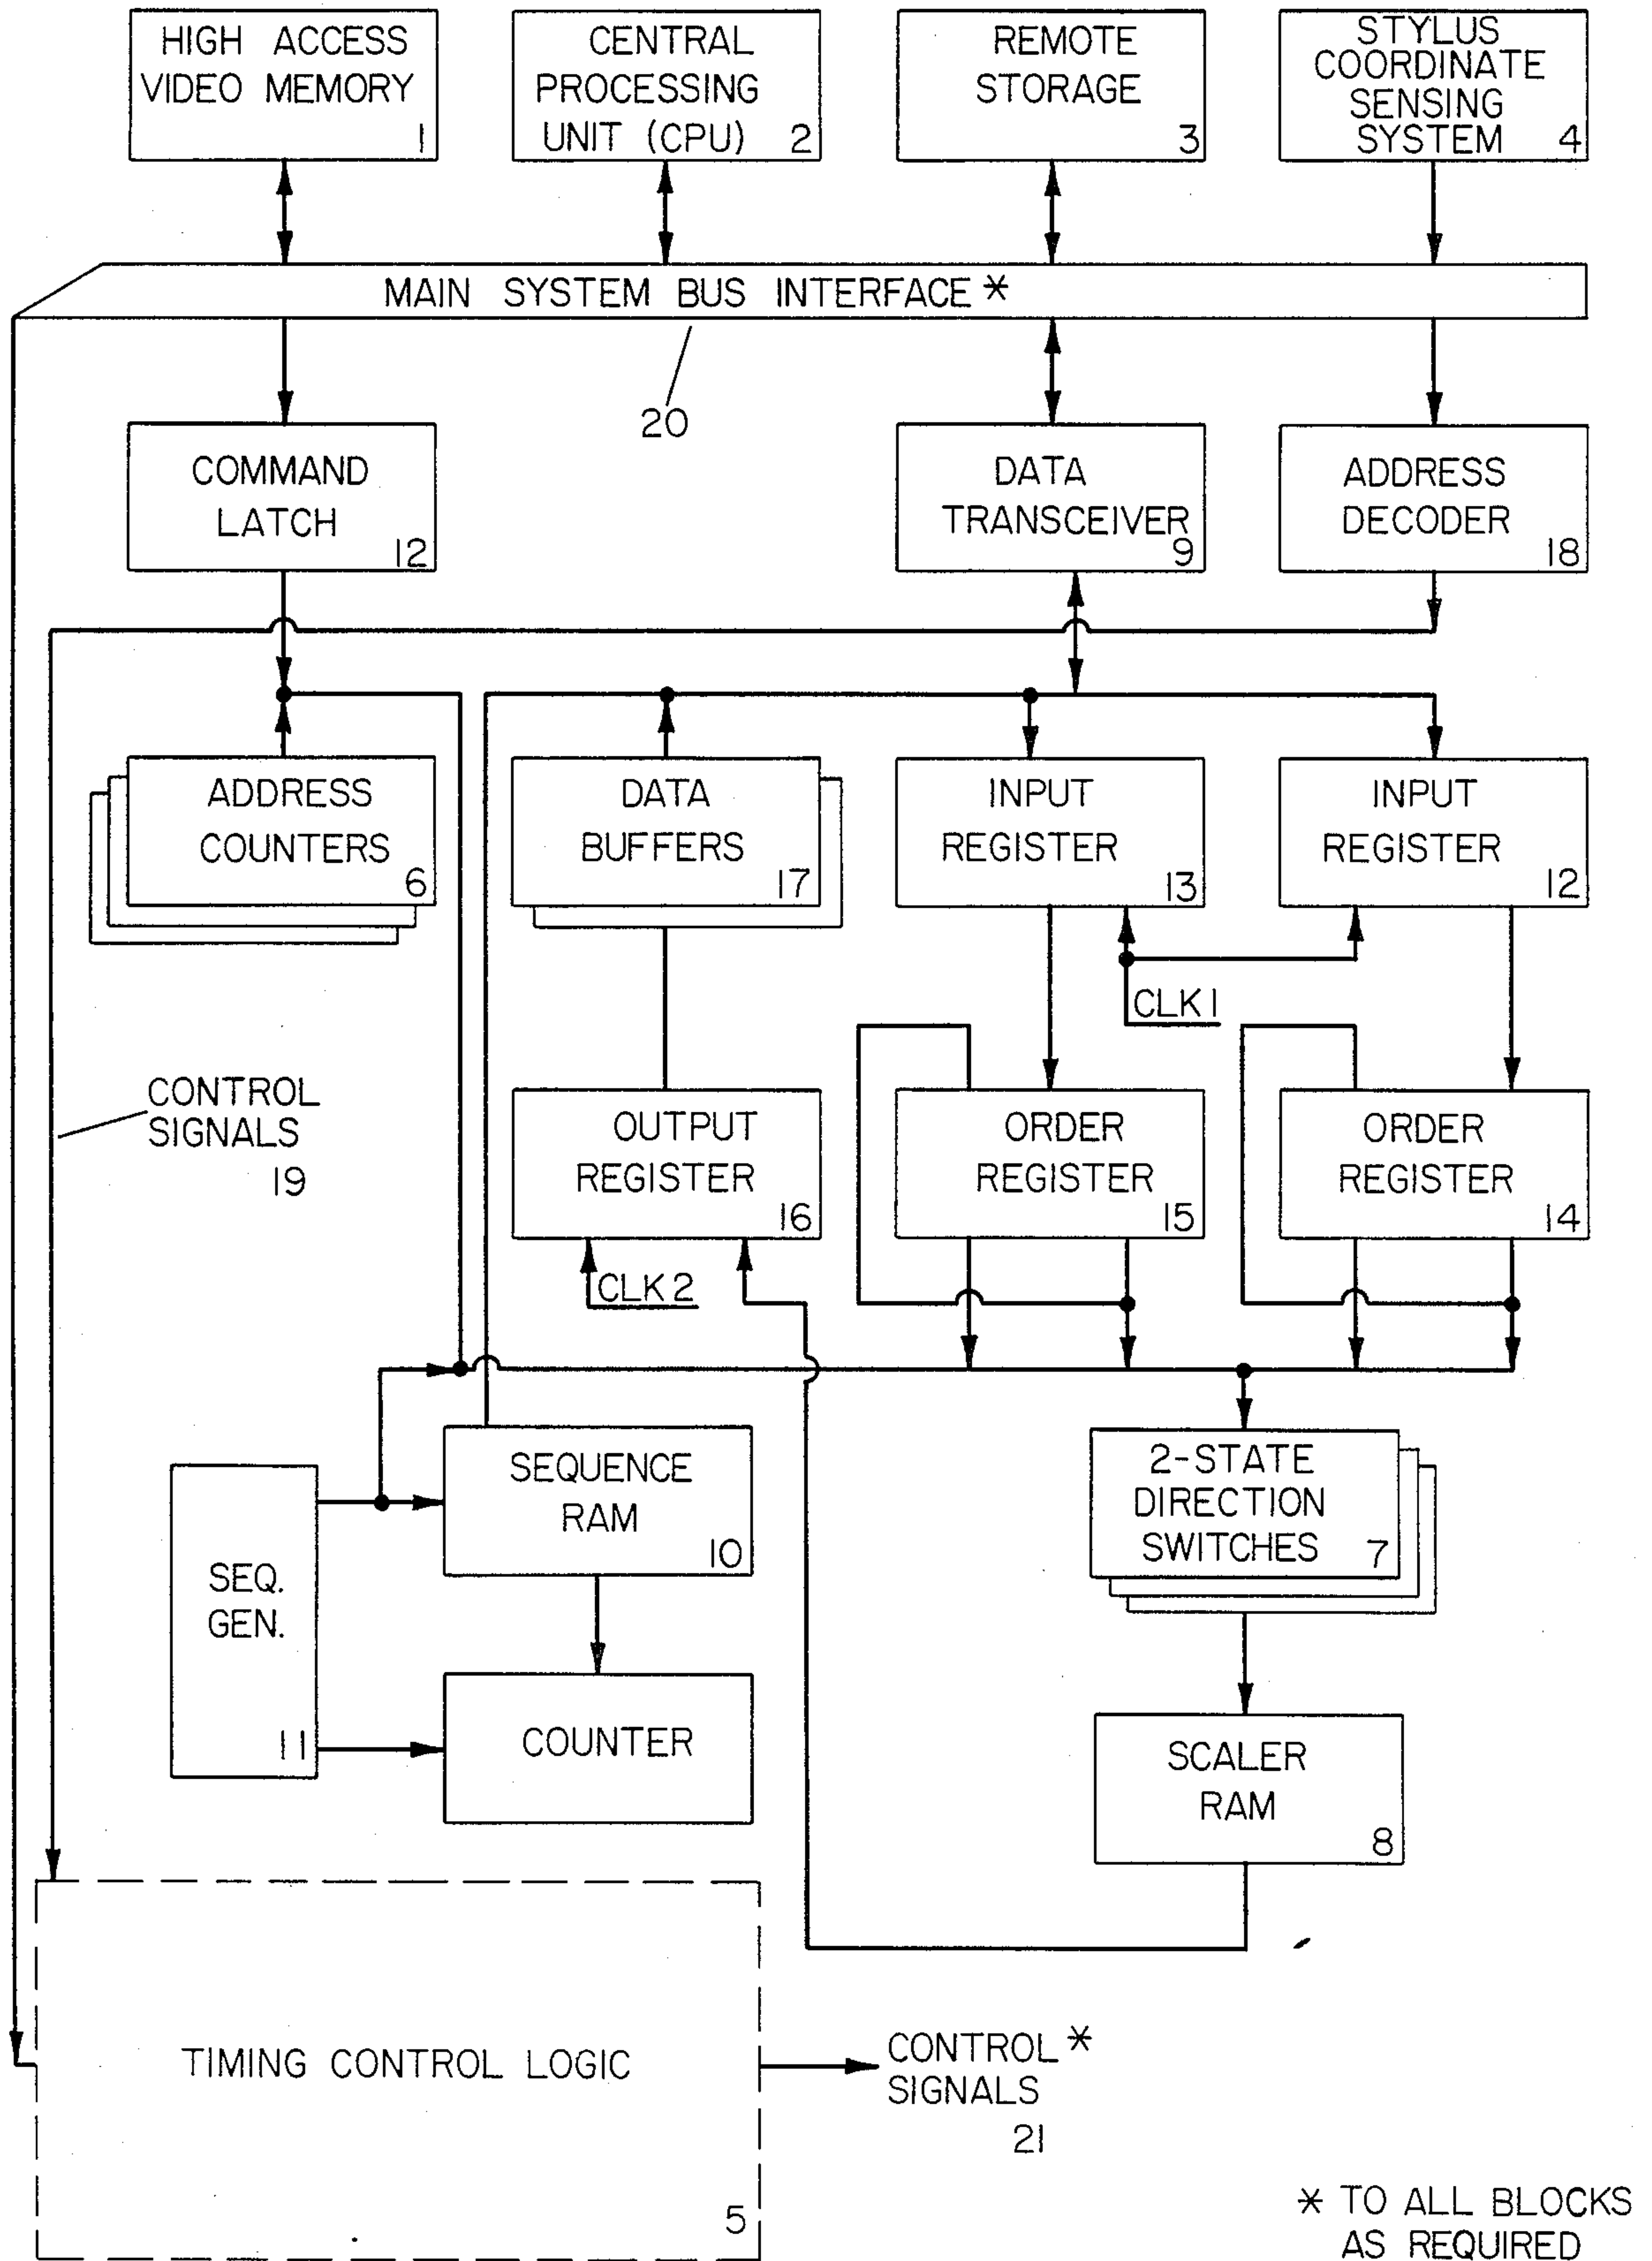 HIGH ACCESS
VIDEO MEMORY
1
CENTRAL
PROCESSING
UNIT (CPU) 2
REMOTE
STORAGE
3
STYLUS
COORDINATE
SENSING
SYSTEM 4
MAIN SYSTEM BUS INTERFACE *
20
COMMAND
LATCH
12
DATA
TRANSCEIVER
9
ADDRESS
DECODER
18
ADDRESS
COUNTERS
6
DATA
BUFFERS
17
INPUT
REGISTER
13
INPUT
REGISTER
12
CLK1
CONTROL
SIGNALS
19
OUTPUT
REGISTER
16
ORDER
REGISTER
15
ORDER
REGISTER
14
CLK2
SEQ.
GEN.
11
SEQUENCE
RAM
10
2-STATE
DIRECTION
SWITCHES 7
COUNTER
SCALER
RAM
8
TIMING CONTROL LOGIC
5
CONTROL *
SIGNALS
21
* TO ALL BLOCKS
AS REQUIRED